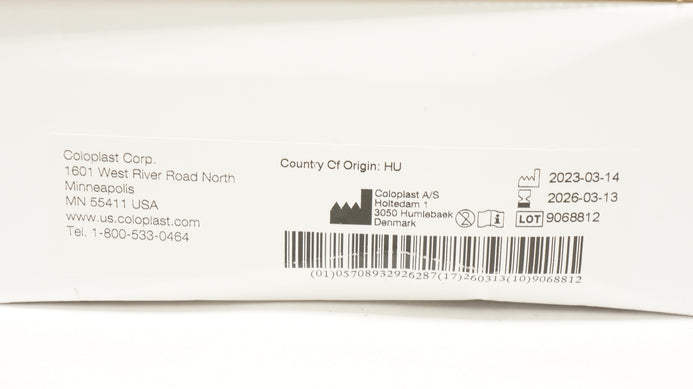 Coloplast Corp.
1601 West River Road North
Minneapolis
MN 55411 USA
www.us.coloplast.com
Tel. 1-800-533-0464
Country Of Origin: HU
Coloplast A/S
Holtedam 1
3050 Humlebaek
Denmark
2023-03-14
2026-03-13
LOT 9068812
(01)05708932926287(17)260313(10)9068812